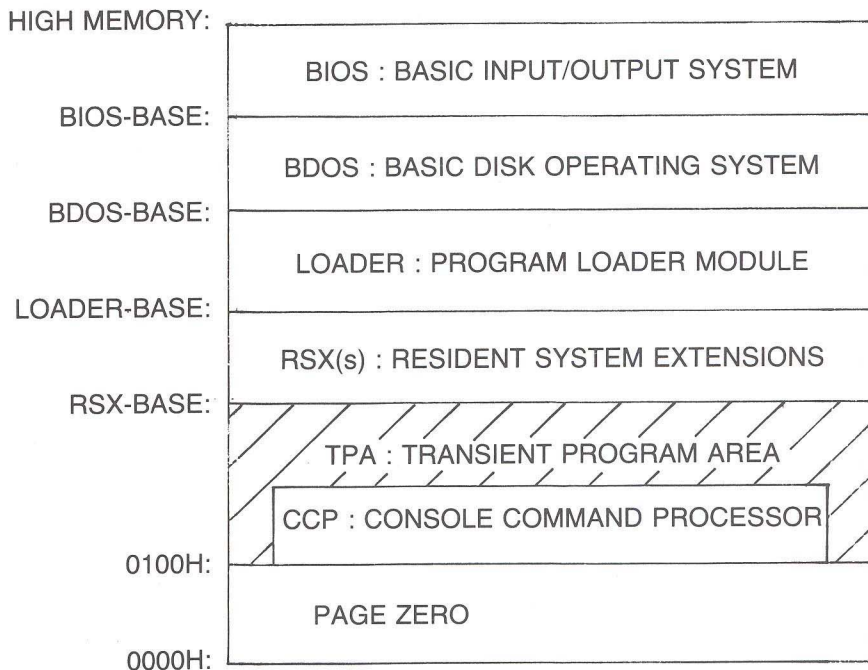 HIGH MEMORY:
BIOS : BASIC INPUT/OUTPUT SYSTEM
BIOS-BASE:
BDOS : BASIC DISK OPERATING SYSTEM
BDOS-BASE:
LOADER : PROGRAM LOADER MODULE
LOADER-BASE:
RSX(s) : RESIDENT SYSTEM EXTENSIONS
RSX-BASE:
TPA : TRANSIENT PROGRAM AREA
CCP : CONSOLE COMMAND PROCESSOR
0100H:
PAGE ZERO
0000H: